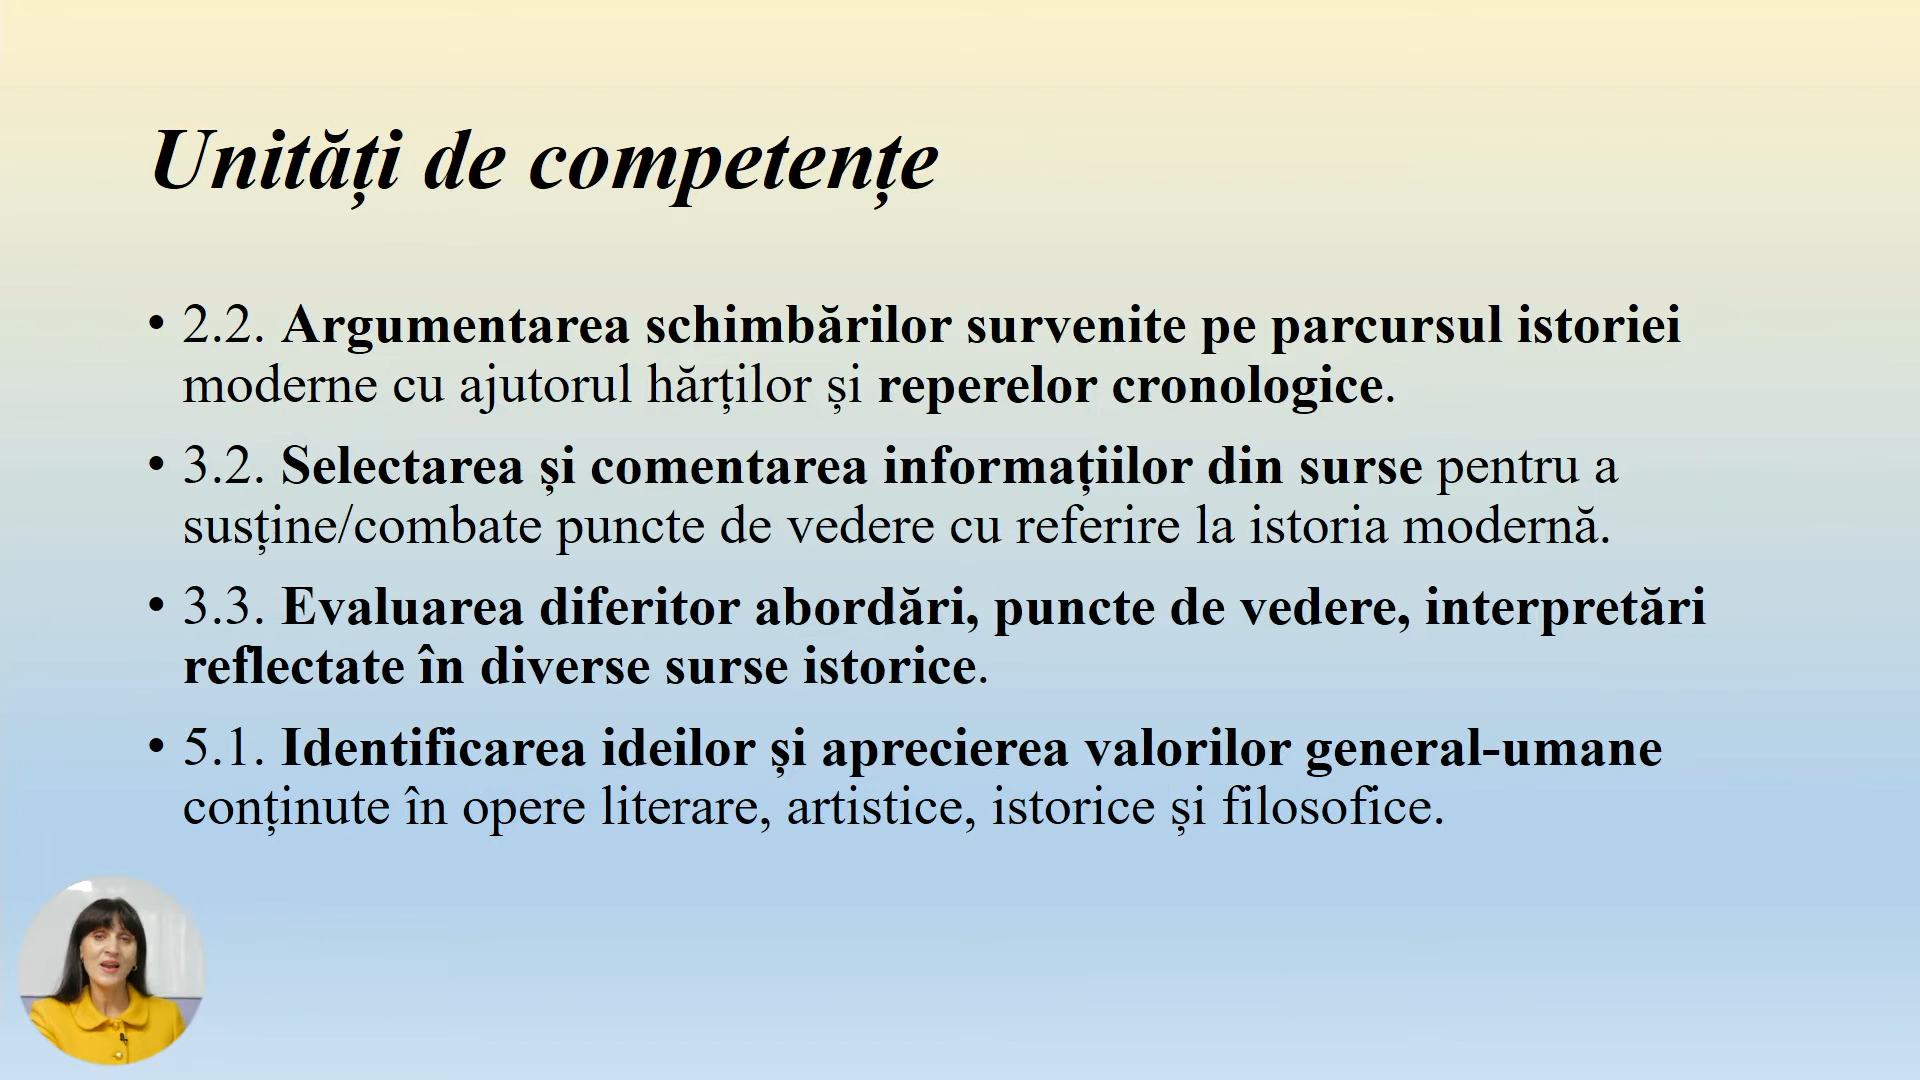 Unități de competențe
• 2.2. Argumentarea schimbărilor survenite pe parcursul istoriei
moderne cu ajutorul hărților și reperelor cronologice.
• 3.2. Selectarea și comentarea informațiilor din surse pentru a
susține/combate puncte de vedere cu referire la istoria modernă.
• 3.3. Evaluarea diferitor abordări, puncte de vedere, interpretări
reflectate în diverse surse istorice.
• 5.1. Identificarea ideilor și aprecierea valorilor general-umane
conținute în opere literare, artistice, istorice și filosofice.